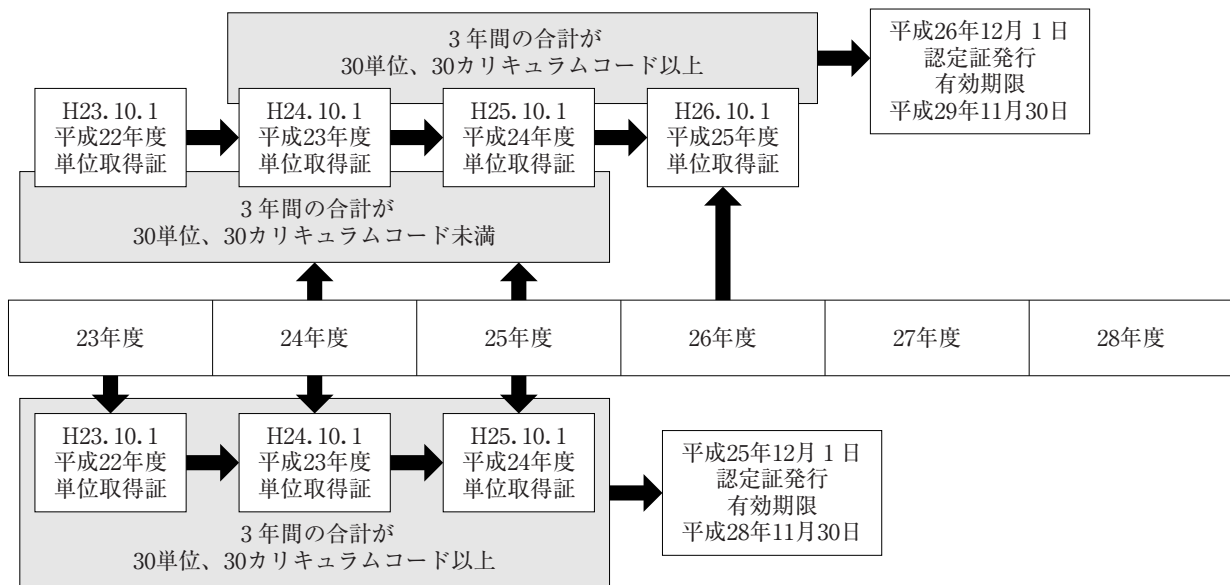 3年間の合計が
30単位、30カリキュラムコード以上
平成26年12月1日
認定証発行
有効期限
平成29年11月30日
H23.10.1
平成22年度
単位取得証
H24.10.1
平成23年度
単位取得証
H25.10.1
平成24年度
単位取得証
H26.10.1
平成25年度
単位取得証
3年間の合計が
30単位、30カリキュラムコード未満
23年度
24年度
25年度
26年度
27年度
28年度
H23.10.1
平成22年度
単位取得証
H24.10.1
平成23年度
単位取得証
H25.10.1
平成24年度
単位取得証
3年間の合計が
30単位、30カリキュラムコード以上
平成25年12月1日
認定証発行
有効期限
平成28年11月30日